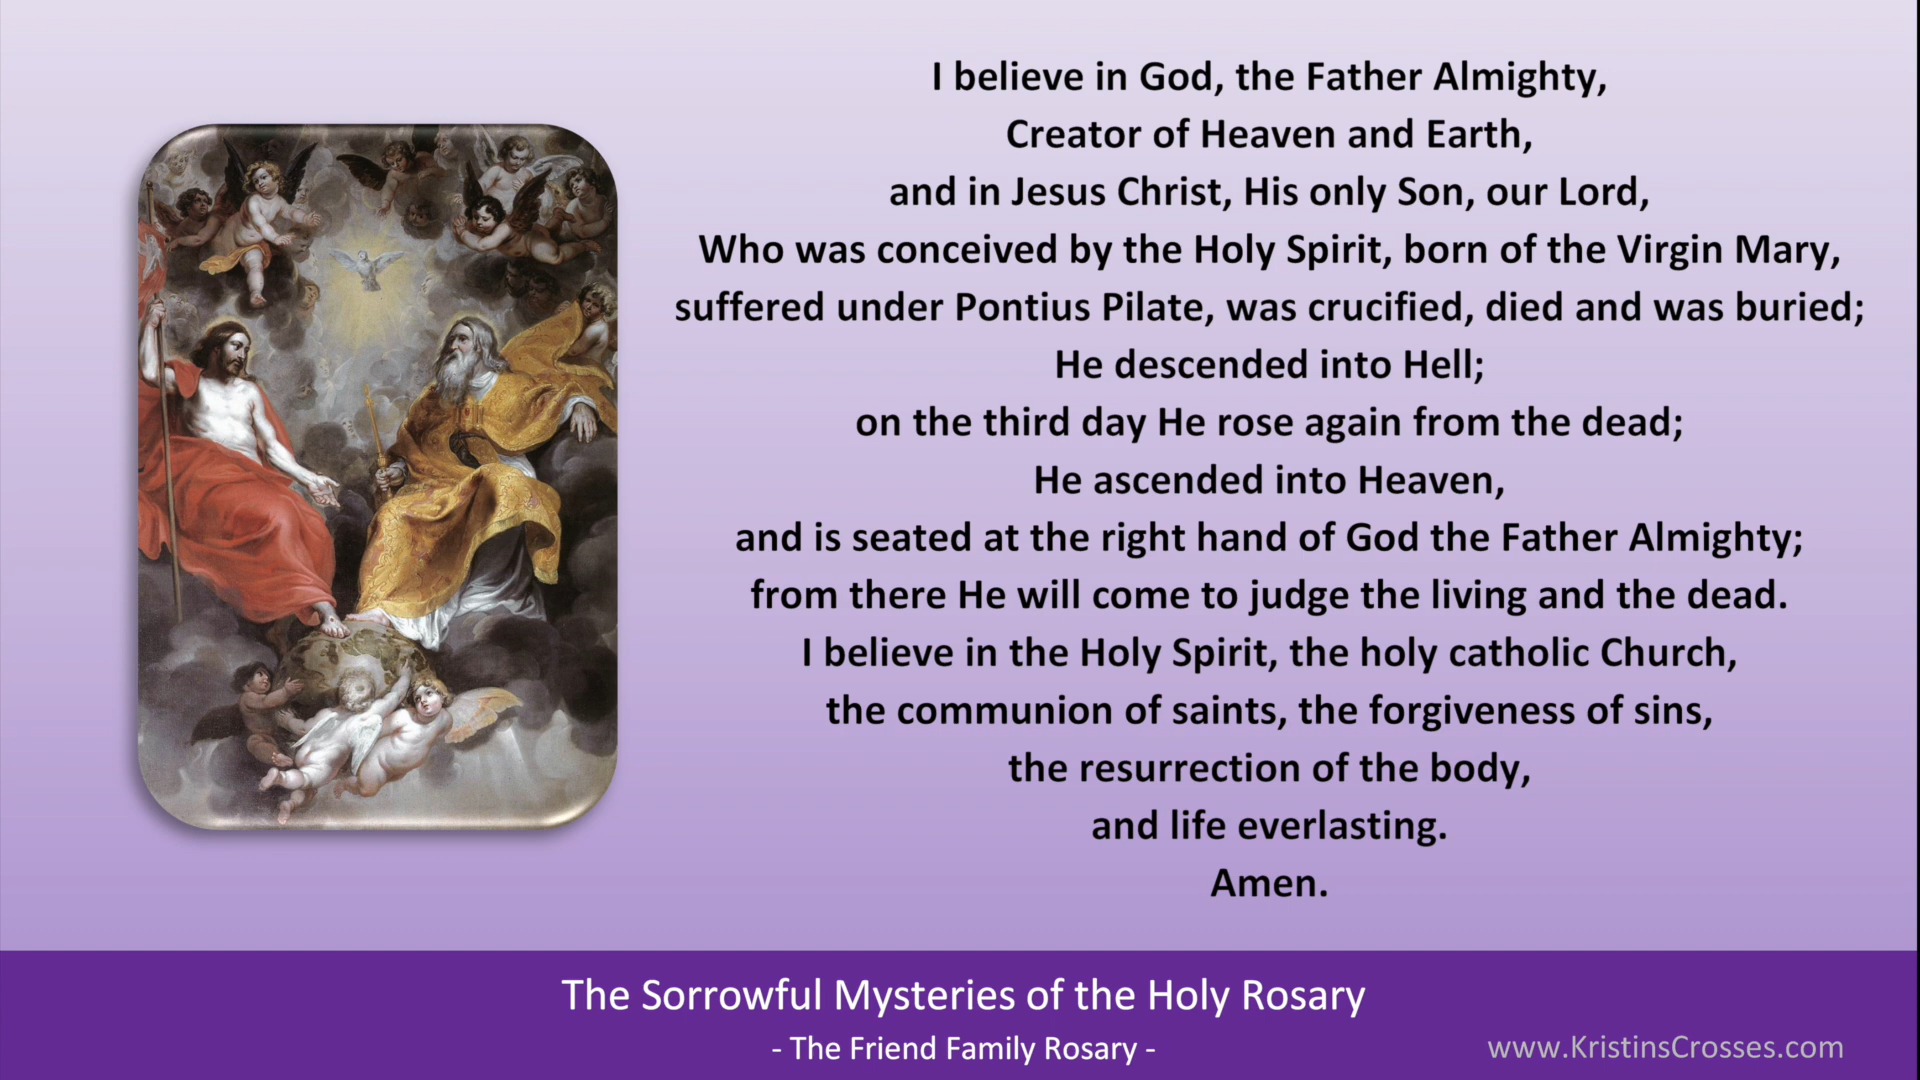 I believe in God, the Father Almighty,
Creator of Heaven and Earth,
and in Jesus Christ, His only Son, our Lord,
Who was conceived by the Holy Spirit, born of the Virgin Mary,
suffered under Pontius Pilate, was crucified, died and was buried;
He descended into Hell;
on the third day He rose again from the dead;
He ascended into Heaven,
and is seated at the right hand of God the Father Almighty;
from there He will come to judge the living and the dead.
I believe in the Holy Spirit, the holy catholic Church,
the communion of saints, the forgiveness of sins,
the resurrection of the body,
and life everlasting.
Amen.
The Sorrowful Mysteries of the Holy Rosary
- The Friend Family Rosary -
www.KristinsCrosses.com